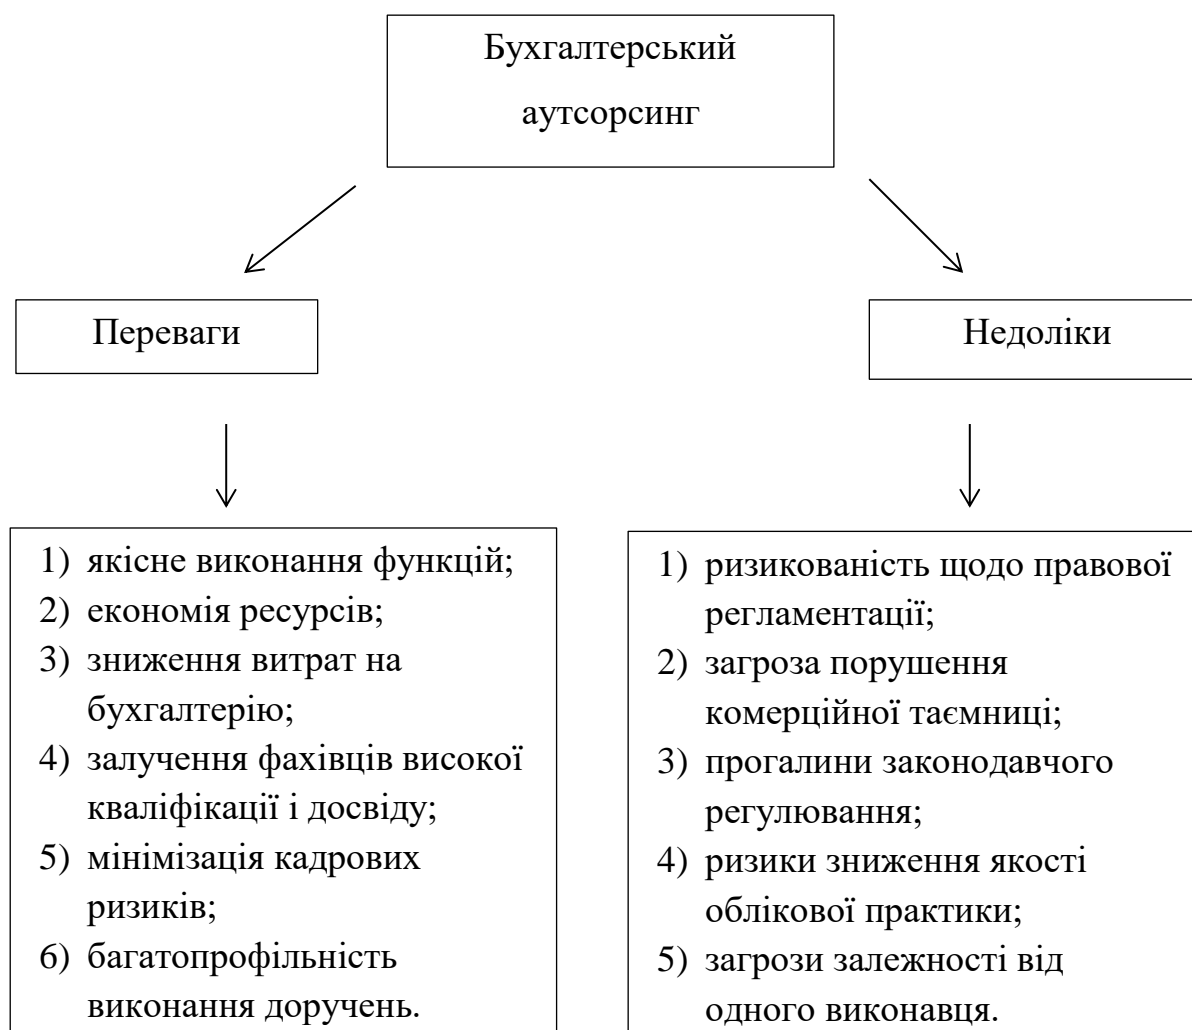 Бухгалтерський
аутсорсинг
Переваги
Недоліки
1) якісне виконання функцій;
2) економія ресурсів;
3) зниження витрат на
бухгалтерію;
4) залучення фахівців високої
кваліфікації і досвіду;
5) мінімізація кадрових
ризиків;
6) багатопрофільність
виконання доручень.
1) ризикованість щодо правової
регламентації;
2) загроза порушення
комерційної таємниці;
3) прогалини законодавчого
регулювання;
4) ризики зниження якості
облікової практики;
5) загрози залежності від
одного виконавця.